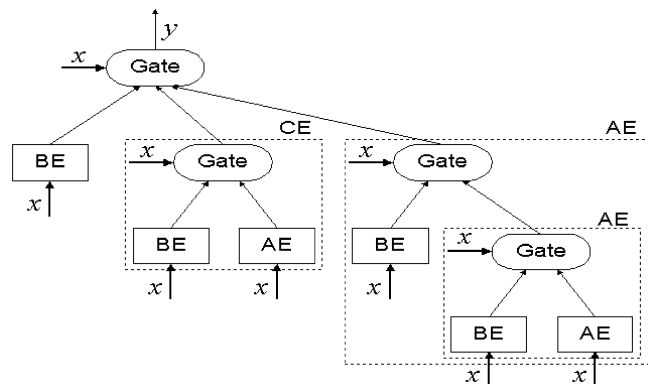 y
x Gate
CE AE
BE x Gate x Gate
x AE
BE AE BE x Gate
x x x
BE AE
x x